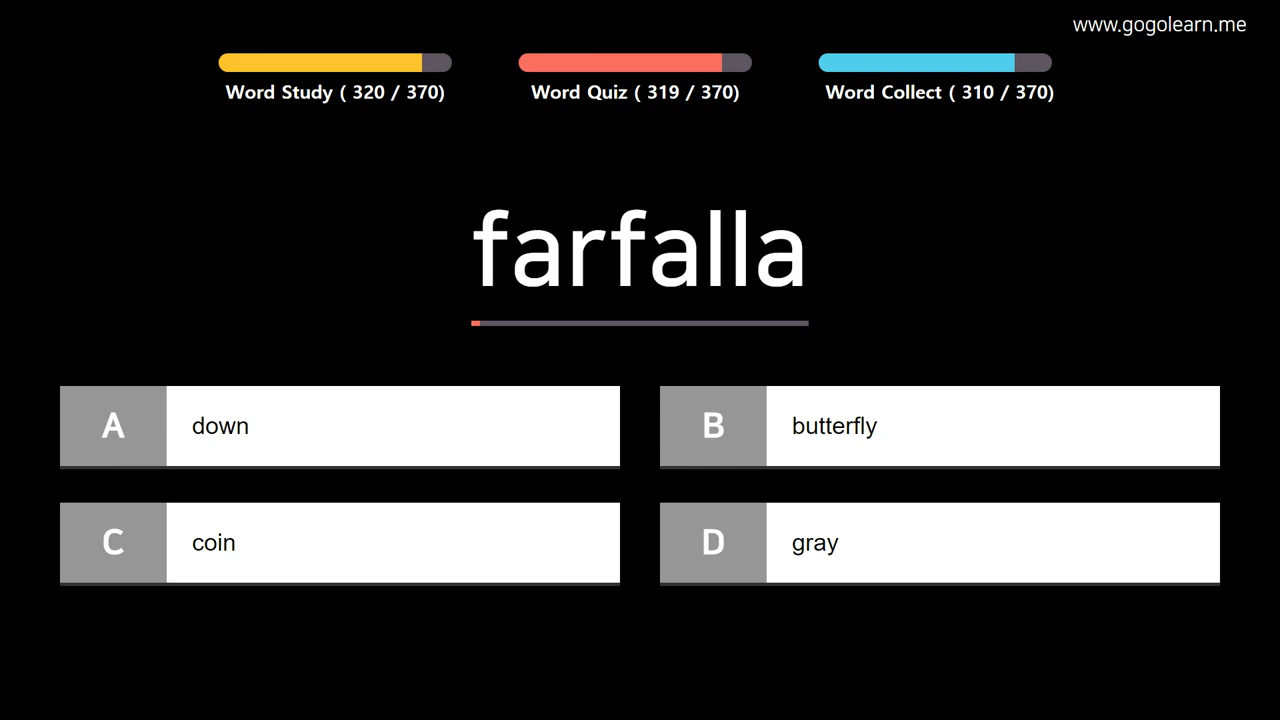 www.gogolearn.me
Word Study ( 320 / 370)
Word Quiz ( 319 / 370)
Word Collect ( 310 / 370)
farfalla
A down
B butterfly
C coin
D gray